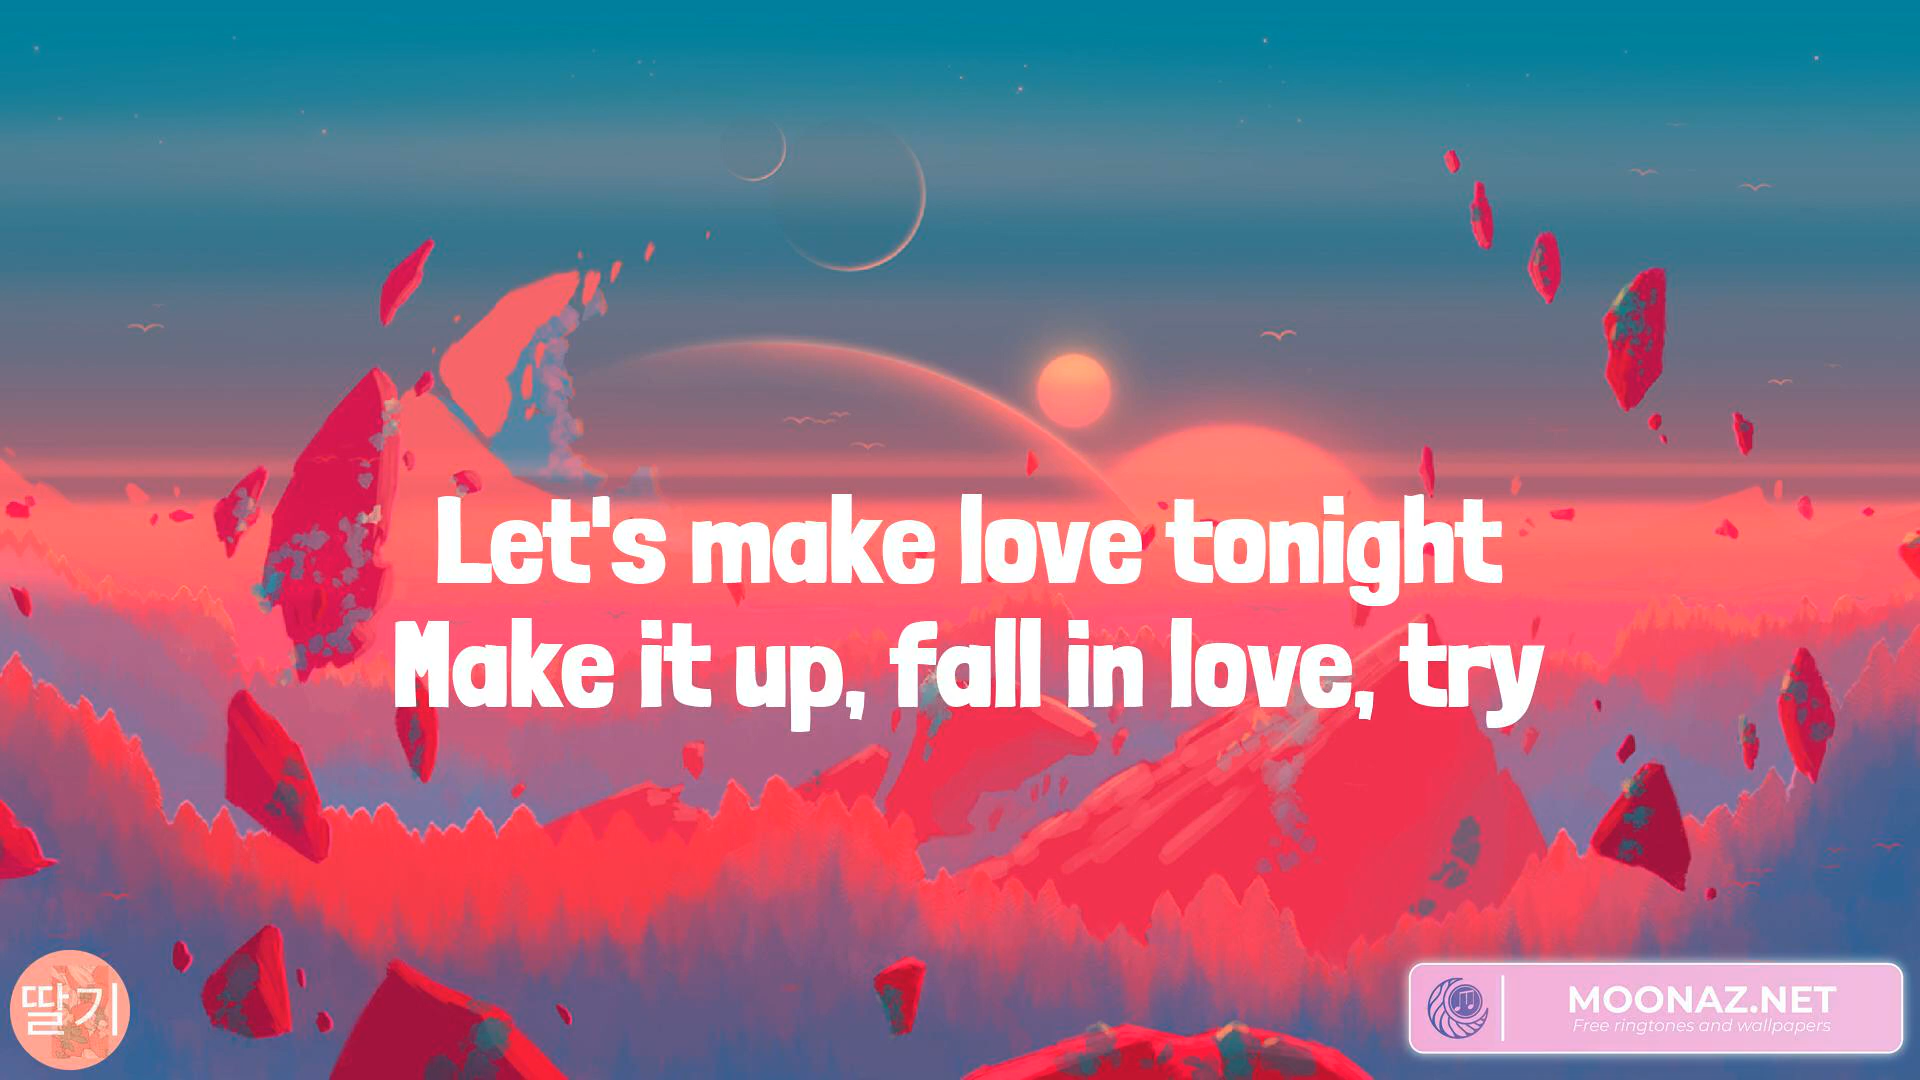 Let's make love tonight
Make it up, fall in love, try
딸기
MOONAZ.NET
Free ringtones and wallpapers